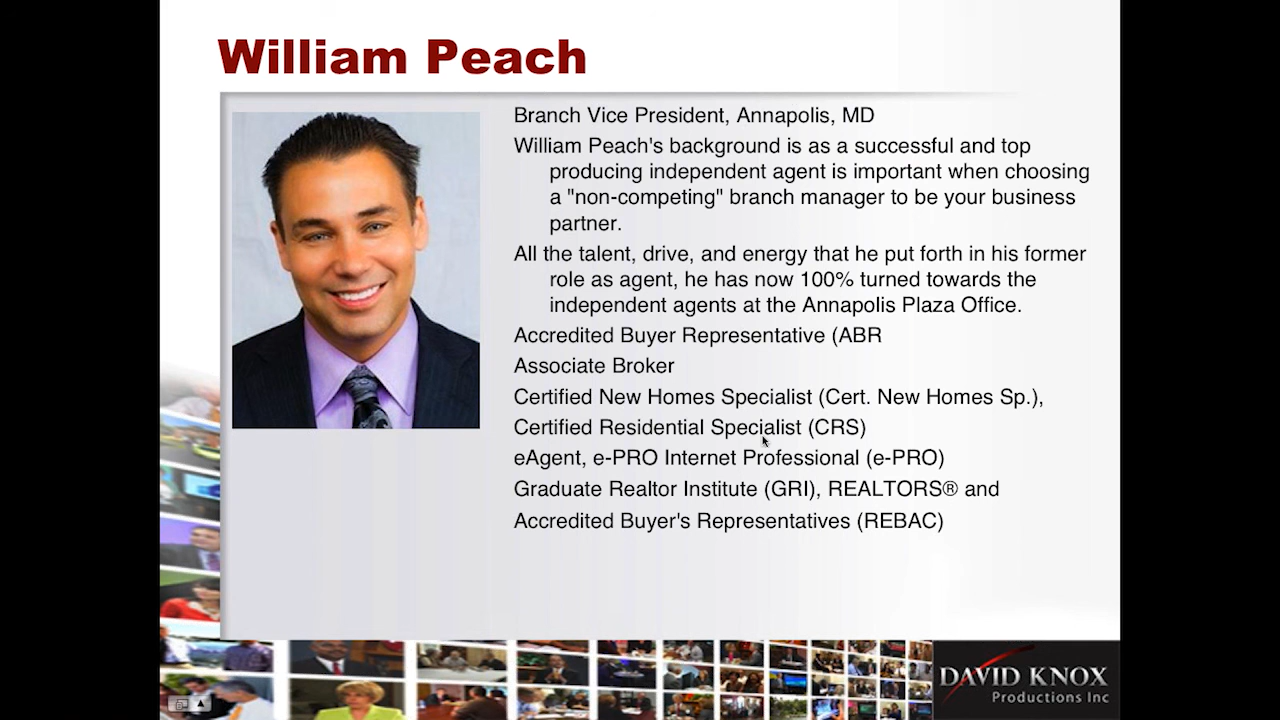 William Peach
Branch Vice President, Annapolis, MD
William Peach's background is as a successful and top
producing independent agent is important when choosing
a "non-competing" branch manager to be your business
partner.
All the talent, drive, and energy that he put forth in his former
role as agent, he has now 100% turned towards the
independent agents at the Annapolis Plaza Office.
Accredited Buyer Representative (ABR
Associate Broker
Certified New Homes Specialist (Cert. New Homes Sp.),
Certified Residential Specialist (CRS)
eAgent, e-PRO Internet Professional (e-PRO)
Graduate Realtor Institute (GRI), REALTORS® and
Accredited Buyer's Representatives (REBAC)
DAVID KNOX
Productions Inc